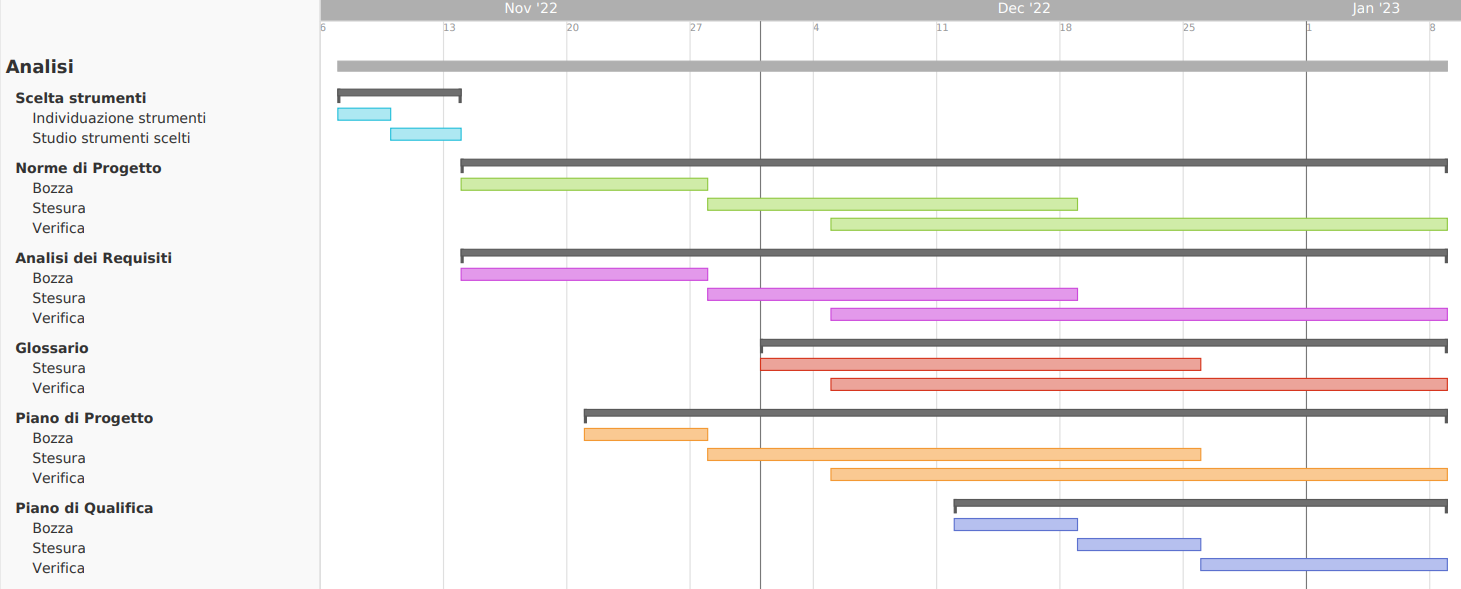 Nov '22 Dec '22 Jan '23
6 13 20 27 4 11 18 25 1 8
Analisi
Scelta strumenti
Individuazione strumenti
Studio strumenti scelti
Norme di Progetto
Bozza
Stesura
Verifica
Analisi dei Requisiti
Bozza
Stesura
Verifica
Glossario
Stesura
Verifica
Piano di Progetto
Bozza
Stesura
Verifica
Piano di Qualifica
Bozza
Stesura
Verifica